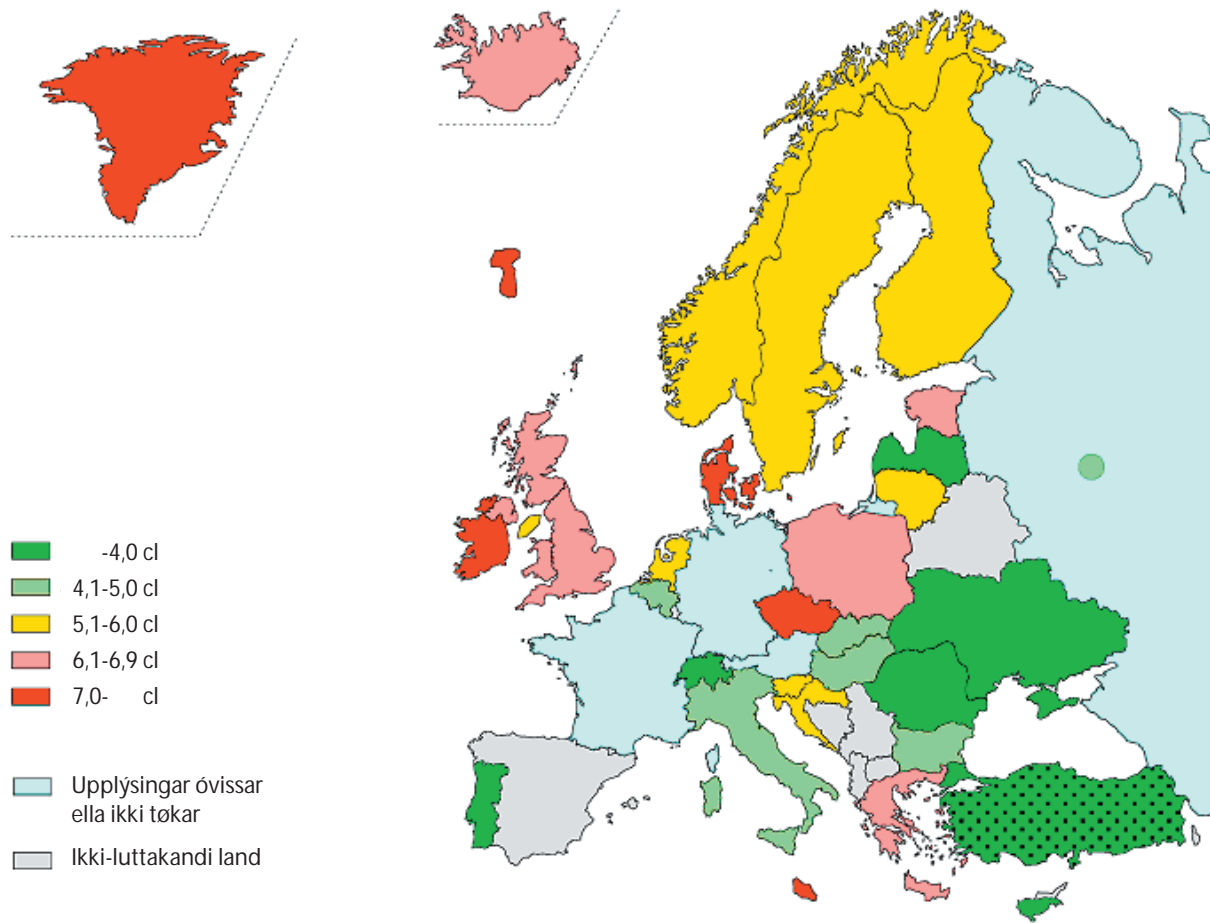 -4,0 cl
4,1-5,0 cl
5,1-6,0 cl
6,1-6,9 cl
7,0- cl
Upplýsingar óvissar
ella ikki tøkar
Ikki-luttakandi land